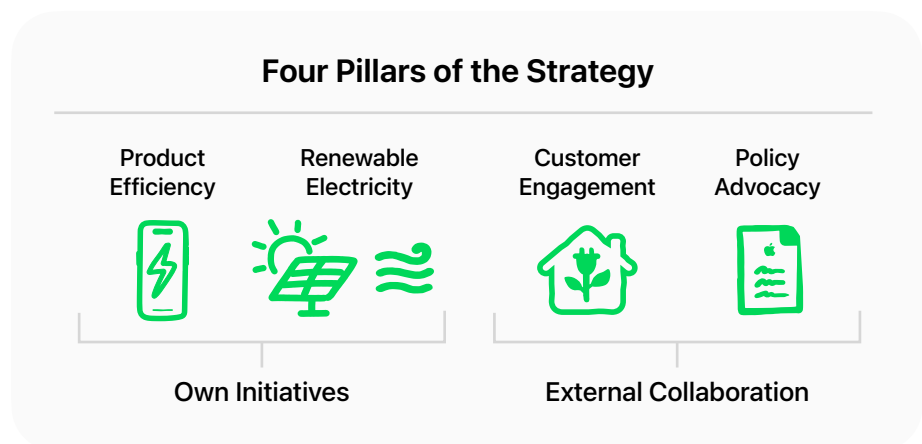 Four Pillars of the Strategy
Product
Efficiency
Renewable
Electricity
Customer
Engagement
Policy
Advocacy
Own Initiatives
External Collaboration